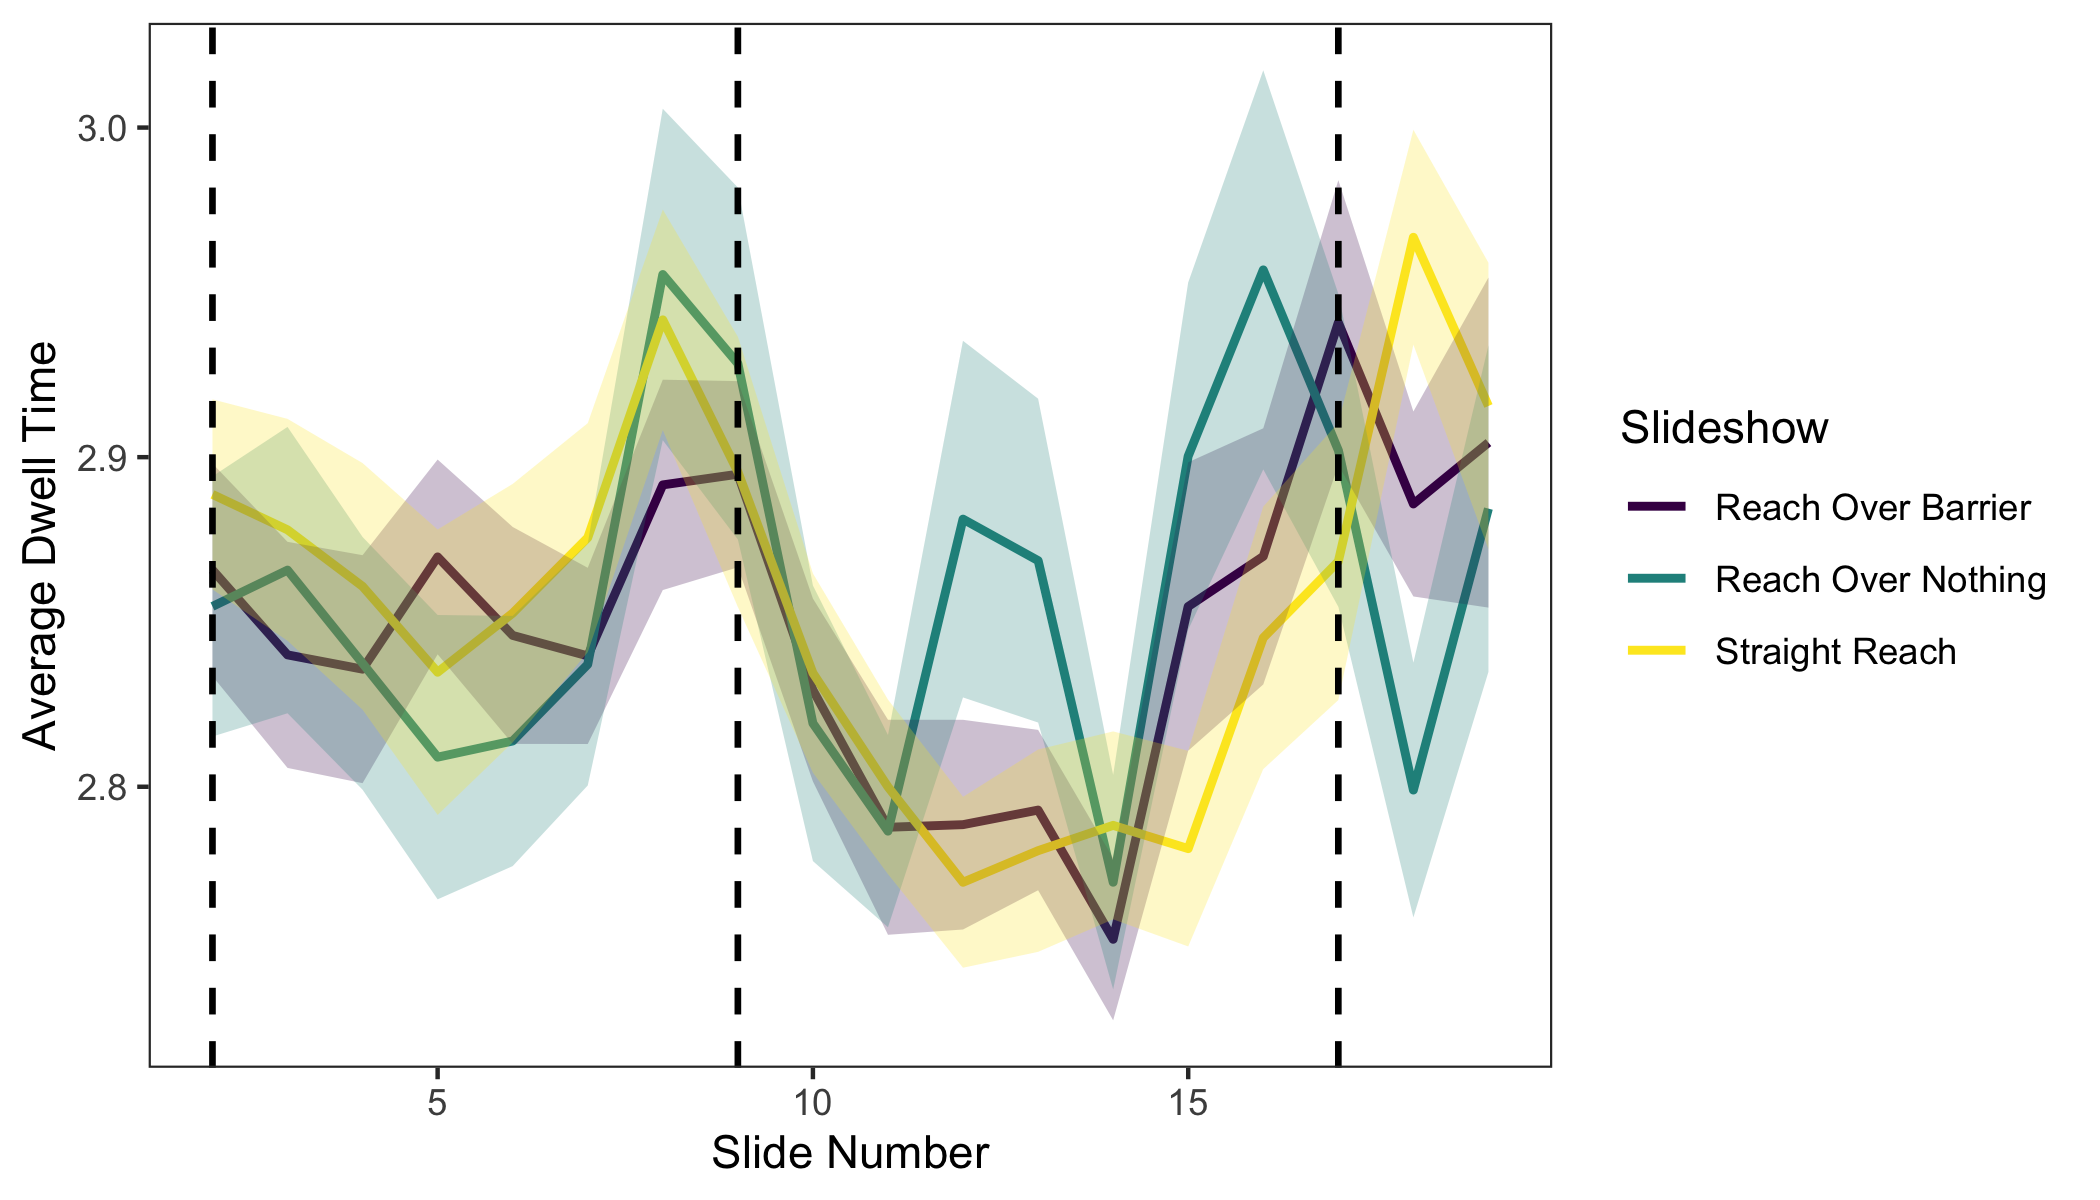 3.0
2.9
2.8
Average Dwell Time
5
10
15
Slide Number
Slideshow
Reach Over Barrier
Reach Over Nothing
Straight Reach